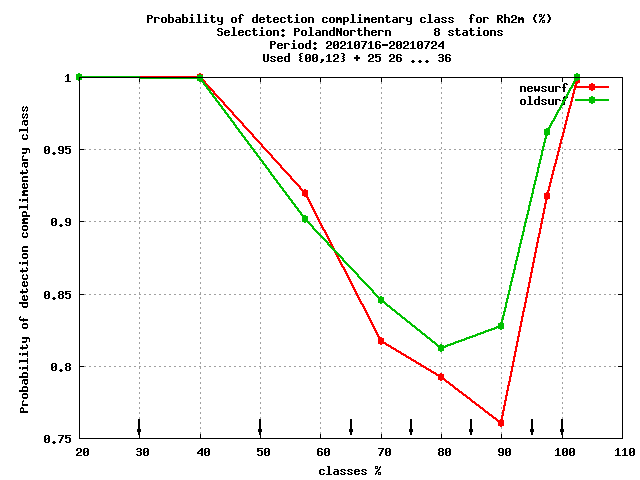 Probability of detection complimentary class  for Rh2m (%)
Selection: PolandNorthern      8 stations
Period: 20210716-20210724
Used {00,12} + 25 26 ... 36
newsurf
oldsurf
1
0.95
0.9
0.85
0.8
0.75
20 30 40 50 60 70 80 90 100 110
classes %
Probability of detection complimentary class